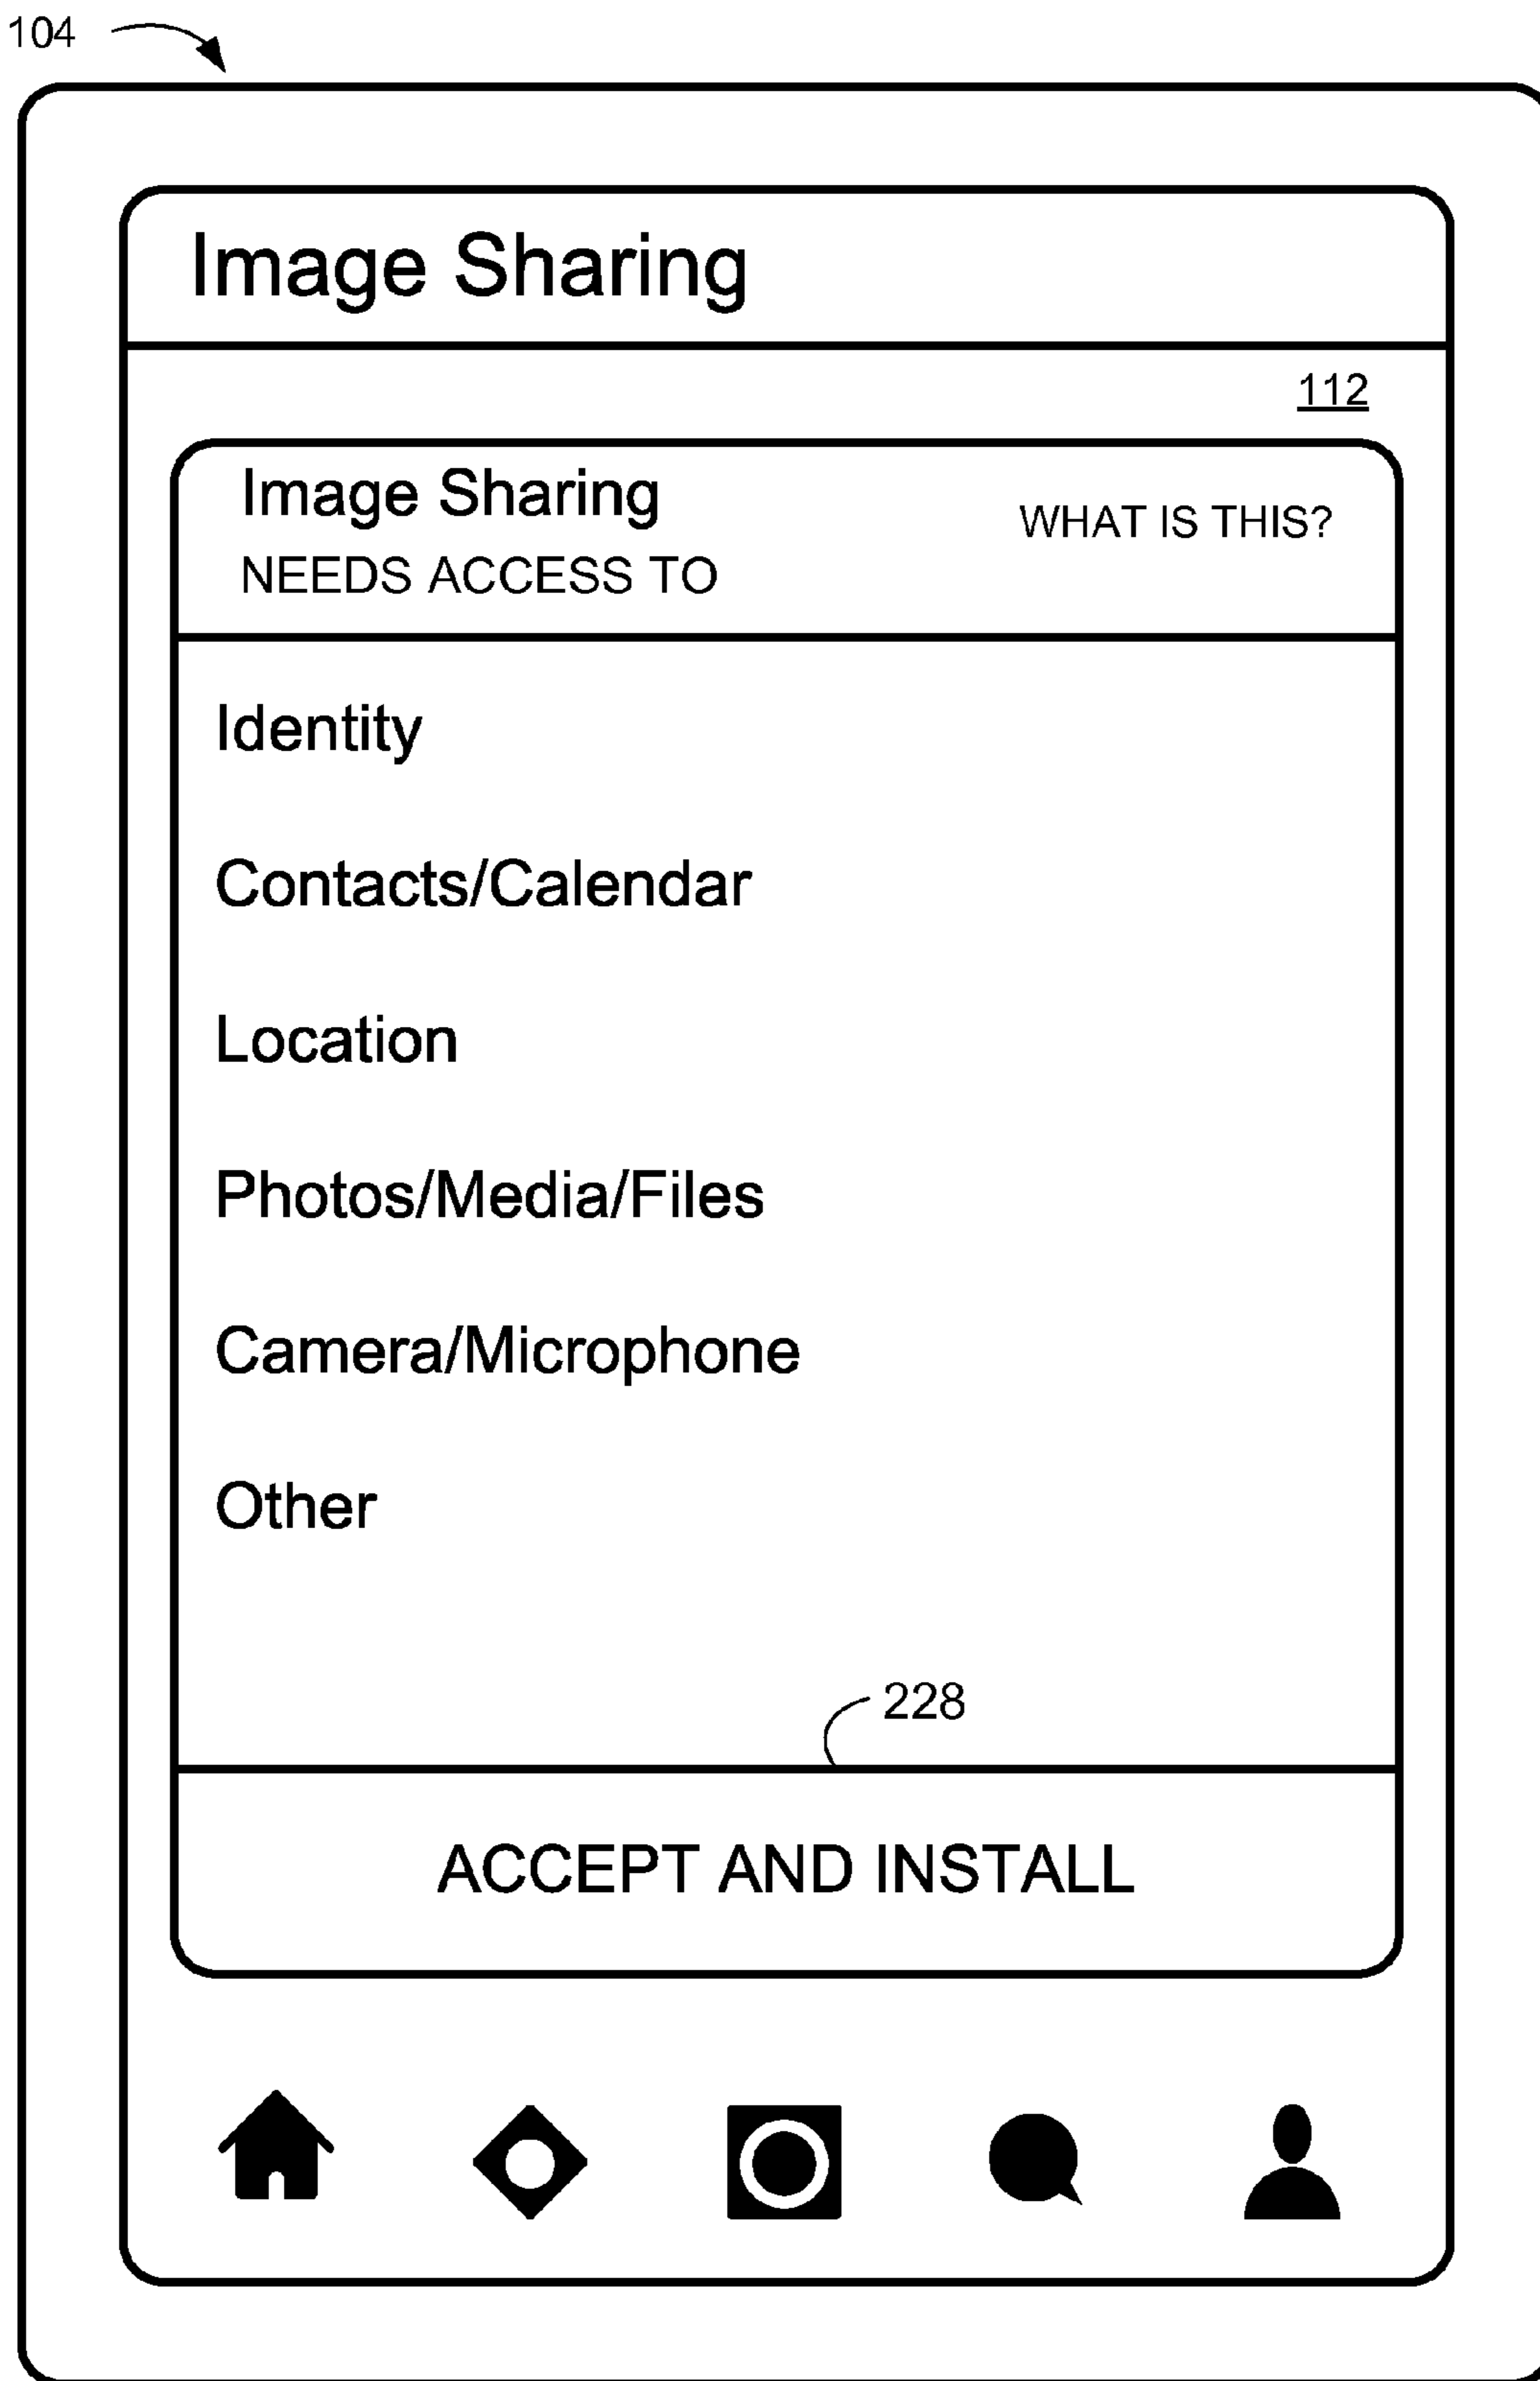 104
Image Sharing
112
Image Sharing
WHAT IS THIS?
NEEDS ACCESS TO
Identity
Contacts/Calendar
Location
Photos/Media/Files
Camera/Microphone
Other
228
ACCEPT AND INSTALL